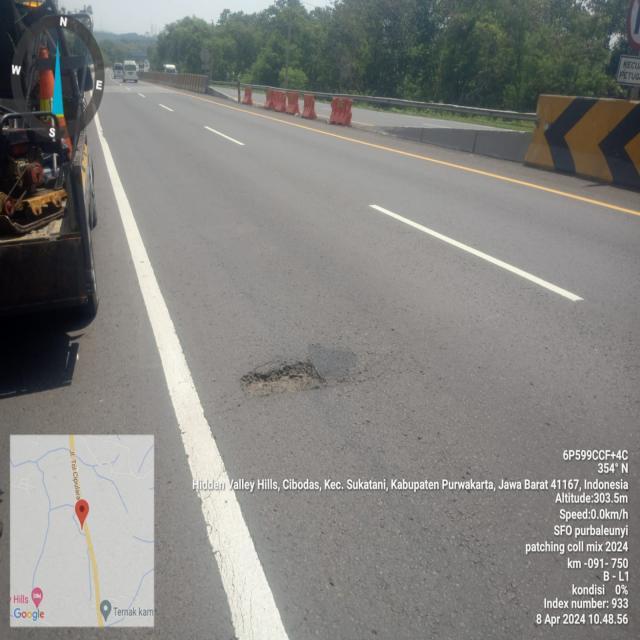 N
W
E
S
6P599CCF+4C
354° N
Hidden Valley Hills, Cibodas, Kec. Sukatani, Kabupaten Purwakarta, Jawa Barat 41167, Indonesia
Altitude:303.5m
Speed:0.0km/h
SFO purbaleunyi
patching coll mix 2024
km -091- 750
B - L1
kondisi 0%
Index number: 933
8 Apr 2024 10.48.56
Hills
Google
Ternak kam